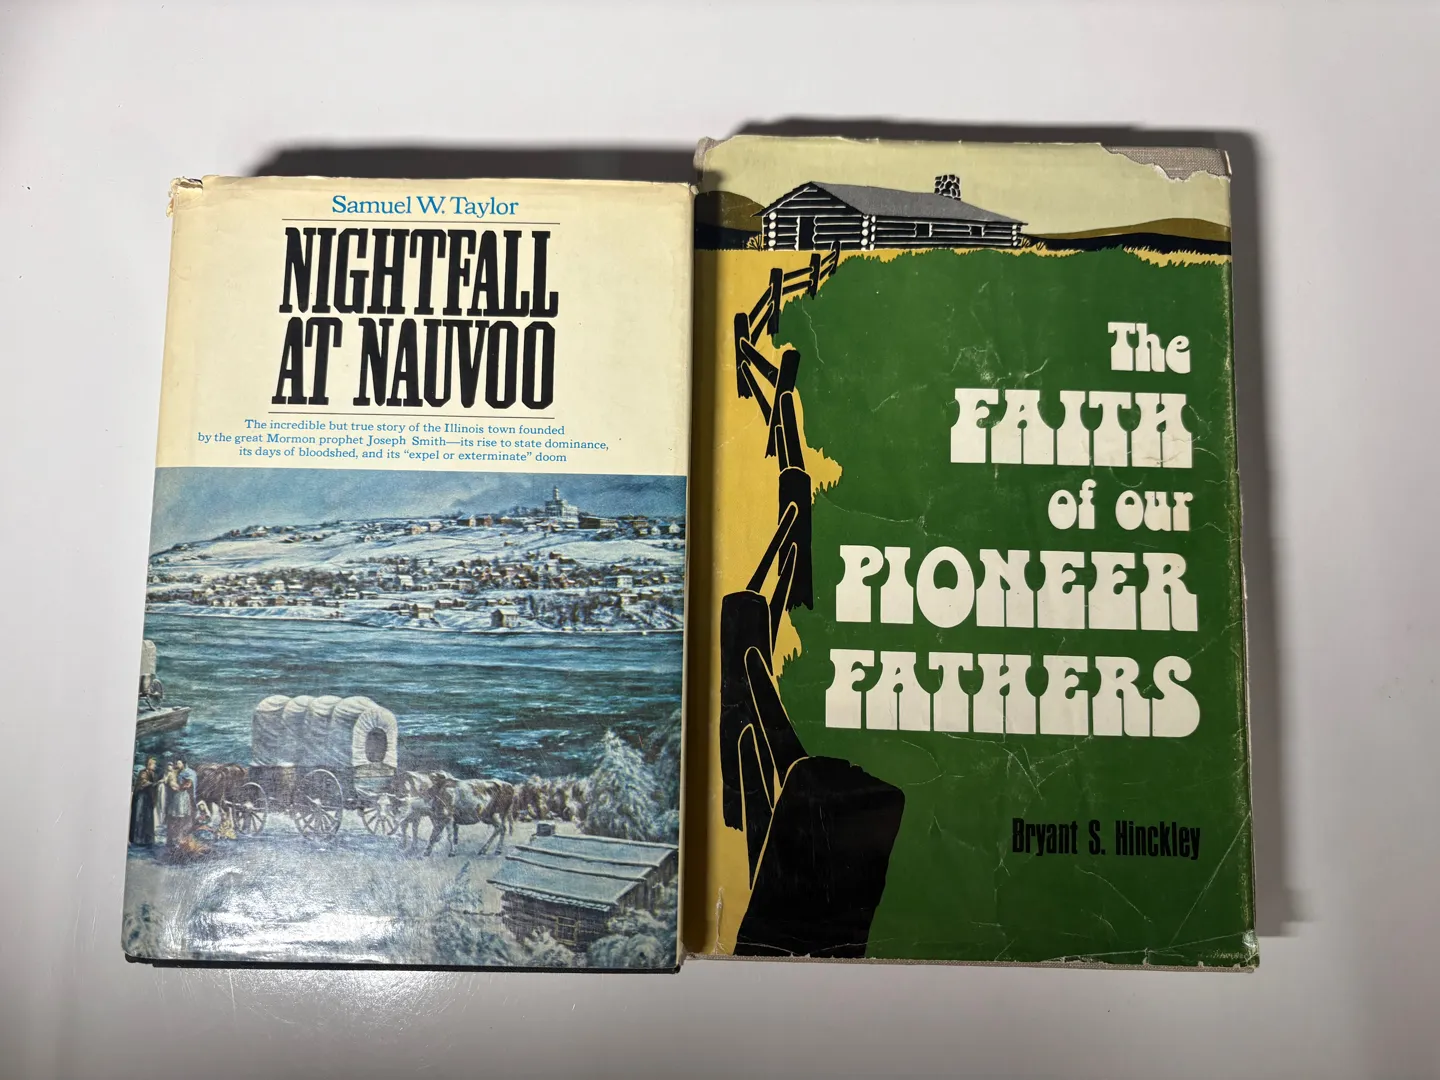 Samuel W. Taylor
NIGHTFALL
AT NAUVOO
The incredible but true story of the Illinois town founded
by the great Mormon prophet Joseph Smith—its rise to state dominance,
its days of bloodshed, and its "expel or exterminate" doom
The
FAITH
of our
PIONEER
FATHERS
Bryant S. Hinckley